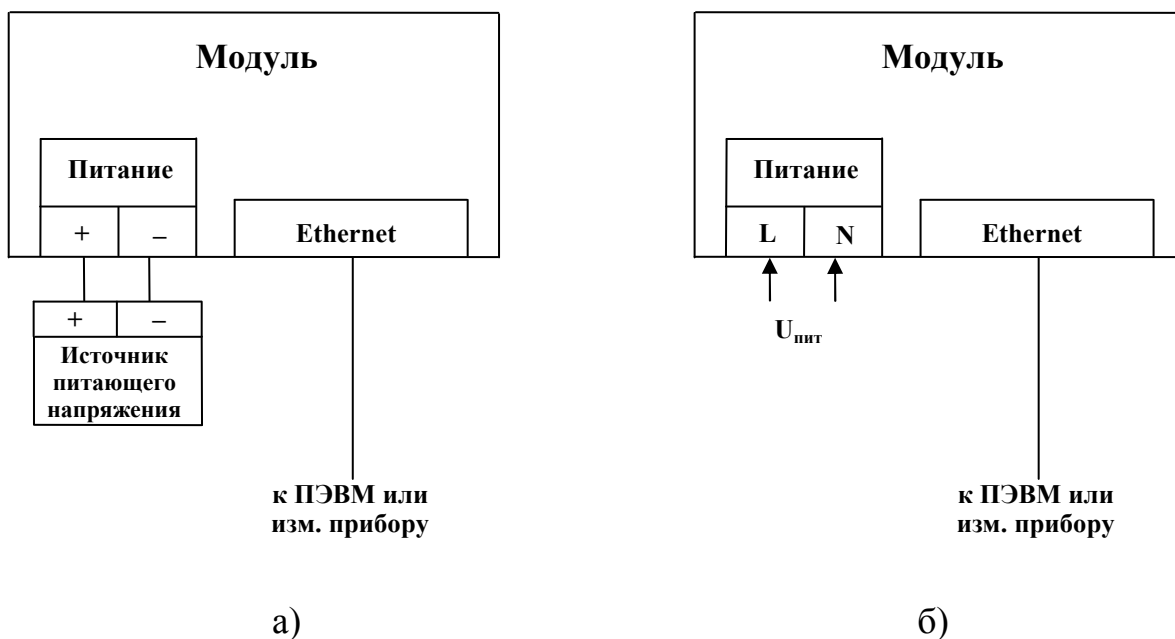 Модуль
Питание
+ –
Ethernet
+ –
Источник
питающего
напряжения
к ПЭВМ или
изм. прибору
а)
Модуль
Питание
L N
Ethernet
Uпит
к ПЭВМ или
изм. прибору
б)